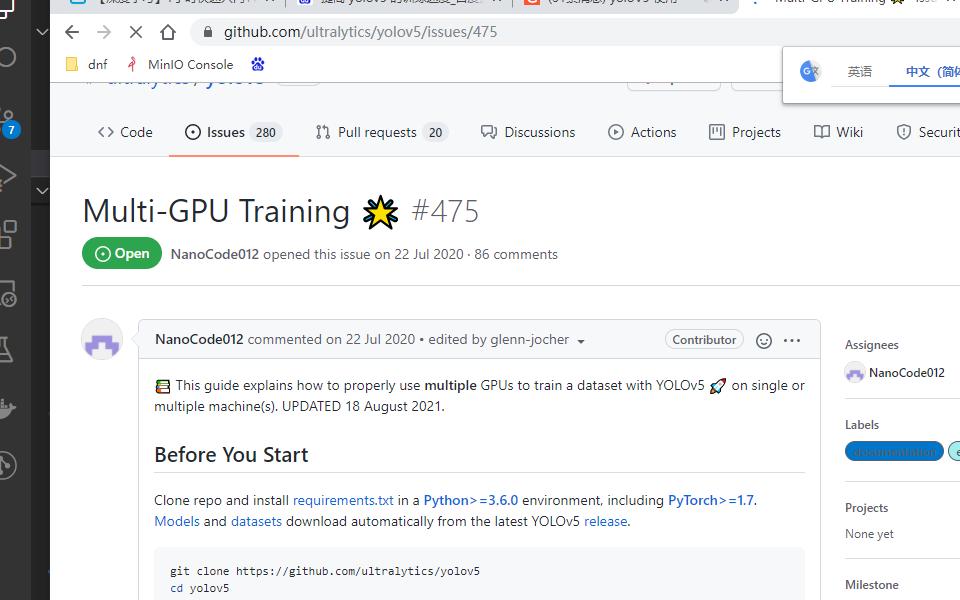 github.com/ultralytics/yolov5/issues/475
dnf MinIO Console
英语 中文（简体
7
Code Issues 280 Pull requests 20 Discussions Actions Projects Wiki Securit
Multi-GPU Training #475
Open NanoCode012 opened this issue on 22 Jul 2020 · 86 comments
NanoCode012 commented on 22 Jul 2020 • edited by glenn-jocher Contributor
This guide explains how to properly use multiple GPUs to train a dataset with YOLOv5 🚀 on single or
multiple machine(s). UPDATED 18 August 2021.
Before You Start
Clone repo and install requirements.txt in a Python>=3.6.0 environment, including PyTorch>=1.7.
Models and datasets download automatically from the latest YOLOv5 release.
git clone https://github.com/ultralytics/yolov5
cd yolov5
Assignees
NanoCode012
Labels
documentation
Projects
None yet
Milestone